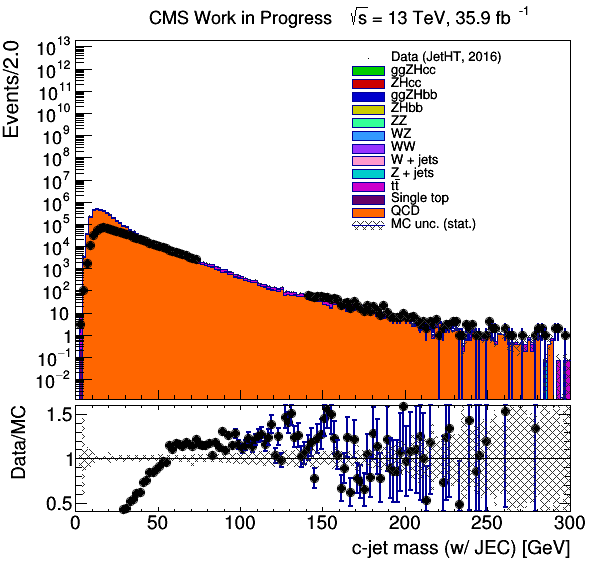 CMS Work in Progress √s = 13 TeV, 35.9 fb⁻¹
Events/2.0
10¹³
10¹²
10¹¹
10¹⁰
10⁹
10⁸
10⁷
10⁶
10⁵
10⁴
10³
10²
10
1
10⁻¹
10⁻²
Data (JetHT, 2016)
ggZHcc
ZHcc
ggZHbb
ZHbb
ZZ
WZ
WW
W + jets
Z + jets
tt̄
Single top
QCD
MC unc. (stat.)
Data/MC
1.5
1
0.5
0 50 100 150 200 250 300
c-jet mass (w/ JEC) [GeV]